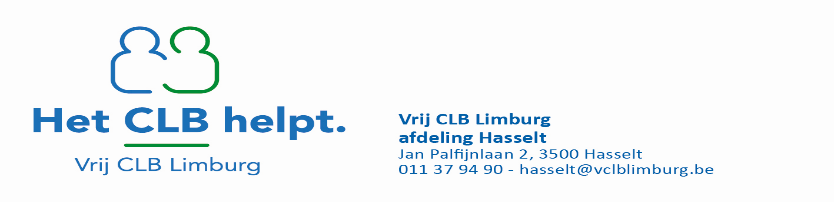 Het CLB helpt.
Vrij CLB Limburg
Vrij CLB Limburg
afdeling Hasselt
Jan Palfijnlaan 2, 3500 Hasselt
011 37 94 90 - hasselt@vclblimburg.be